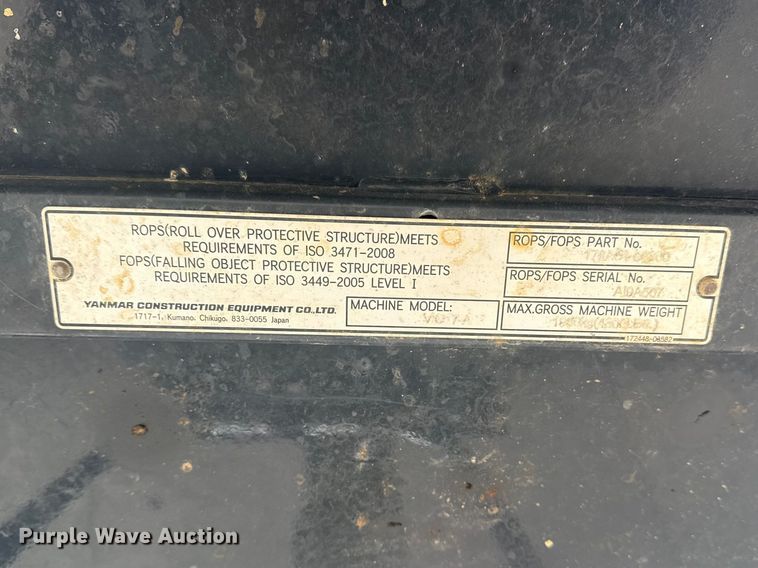 ROPS(ROLL OVER PROTECTIVE STRUCTURE)MEETS
REQUIREMENTS OF ISO 3471-2008
FOPS(FALLING OBJECT PROTECTIVE STRUCTURE)MEETS
REQUIREMENTS OF ISO 3449-2005 LEVEL I
YANMAR CONSTRUCTION EQUIPMENT CO.,LTD.
1717-1, Kumano, Chikugo, 833-0055 Japan
MACHINE MODEL:
ROPS/FOPS PART No.
ROPS/FOPS SERIAL No.
MAX.GROSS MACHINE WEIGHT
172448-03582
Purple Wave Auction